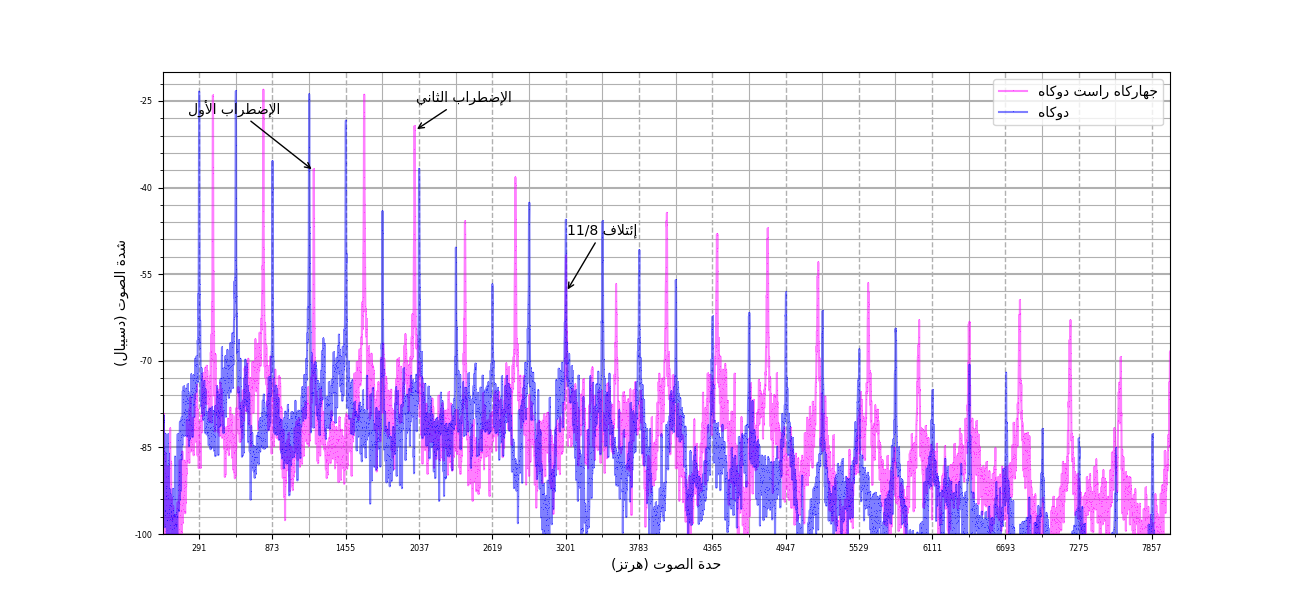 جهاركاه راست دوكاه
دوكاه
الإضطراب الثاني
الإضطراب الأول
إئتلاف 11/8
شدة الصوت (دسيبال)
-25
-40
-55
-70
-85
-100
291
873
1455
2037
2619
3201
3783
4365
4947
5529
6111
6693
7275
7857
حدة الصوت (هرتز)